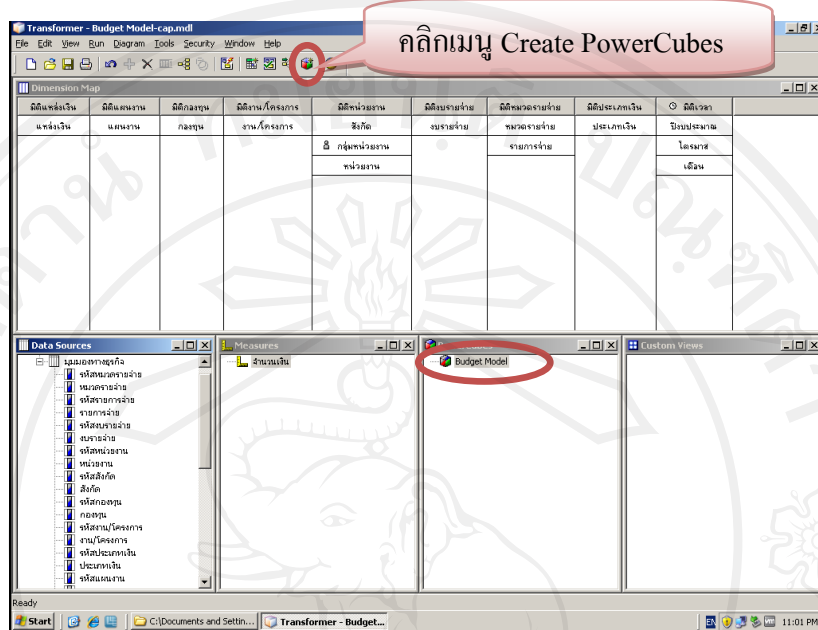 Transformer - Budget Model-cap.mdl
คลิกเมนู Create PowerCubes
File Edit View Run Diagram Tools Security Window Help
Dimension Map
มิติแหล่งเงิน มิติแผนงาน มิติกองทุน มิติงาน/โครงการ มิติหน่วยงาน มิติงบรายจ่าย มิติหมวดรายจ่าย มิติประเภทเงิน มิติเวลา
แหล่งเงิน แผนงาน กองทุน งาน/โครงการ สังกัด งบรายจ่าย หมวดรายจ่าย ประเภทเงิน ปีงบประมาณ
กลุ่มหน่วยงาน รายการจ่าย ไตรมาส
หน่วยงาน เดือน
Data Sources
มุมมองทางธุรกิจ
รหัสหมวดรายจ่าย
หมวดรายจ่าย
รหัสรายการจ่าย
รายการจ่าย
รหัสงบรายจ่าย
งบรายจ่าย
รหัสหน่วยงาน
หน่วยงาน
รหัสสังกัด
สังกัด
รหัสกองทุน
กองทุน
รหัสงาน/โครงการ
งาน/โครงการ
รหัสประเภทเงิน
ประเภทเงิน
รหัสแผนงาน
Measures
จำนวนเงิน
Budget Model
Custom Views
Ready
Start C:\Documents and Settin... Transformer - Budget... EN 11:01 PM